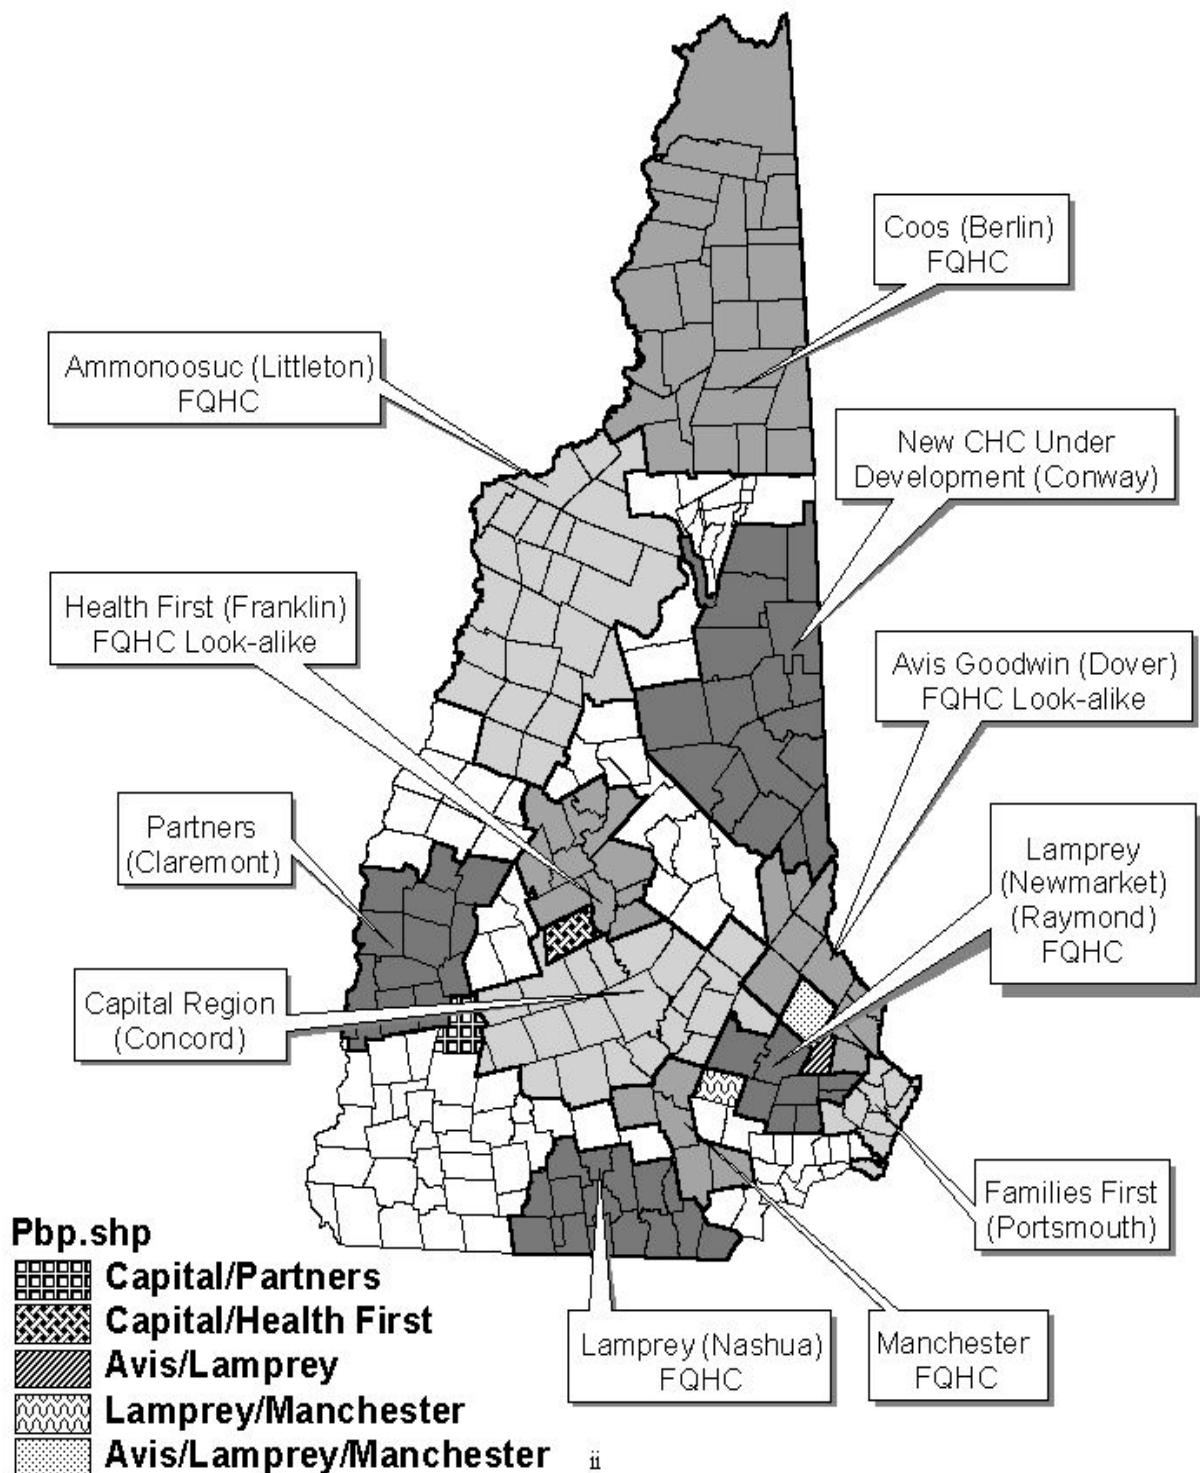 Coos (Berlin)
FQHC
Ammonoosuc (Littleton)
FQHC
New CHC Under
Development (Conway)
Health First (Franklin)
FQHC Look-alike
Avis Goodwin (Dover)
FQHC Look-alike
Partners
(Claremont)
Lamprey
(Newmarket)
(Raymond)
FQHC
Capital Region
(Concord)
Families First
(Portsmouth)
Lamprey (Nashua)
FQHC
Manchester
FQHC
Pbp.shp
Capital/Partners
Capital/Health First
Avis/Lamprey
Lamprey/Manchester
Avis/Lamprey/Manchester
ii